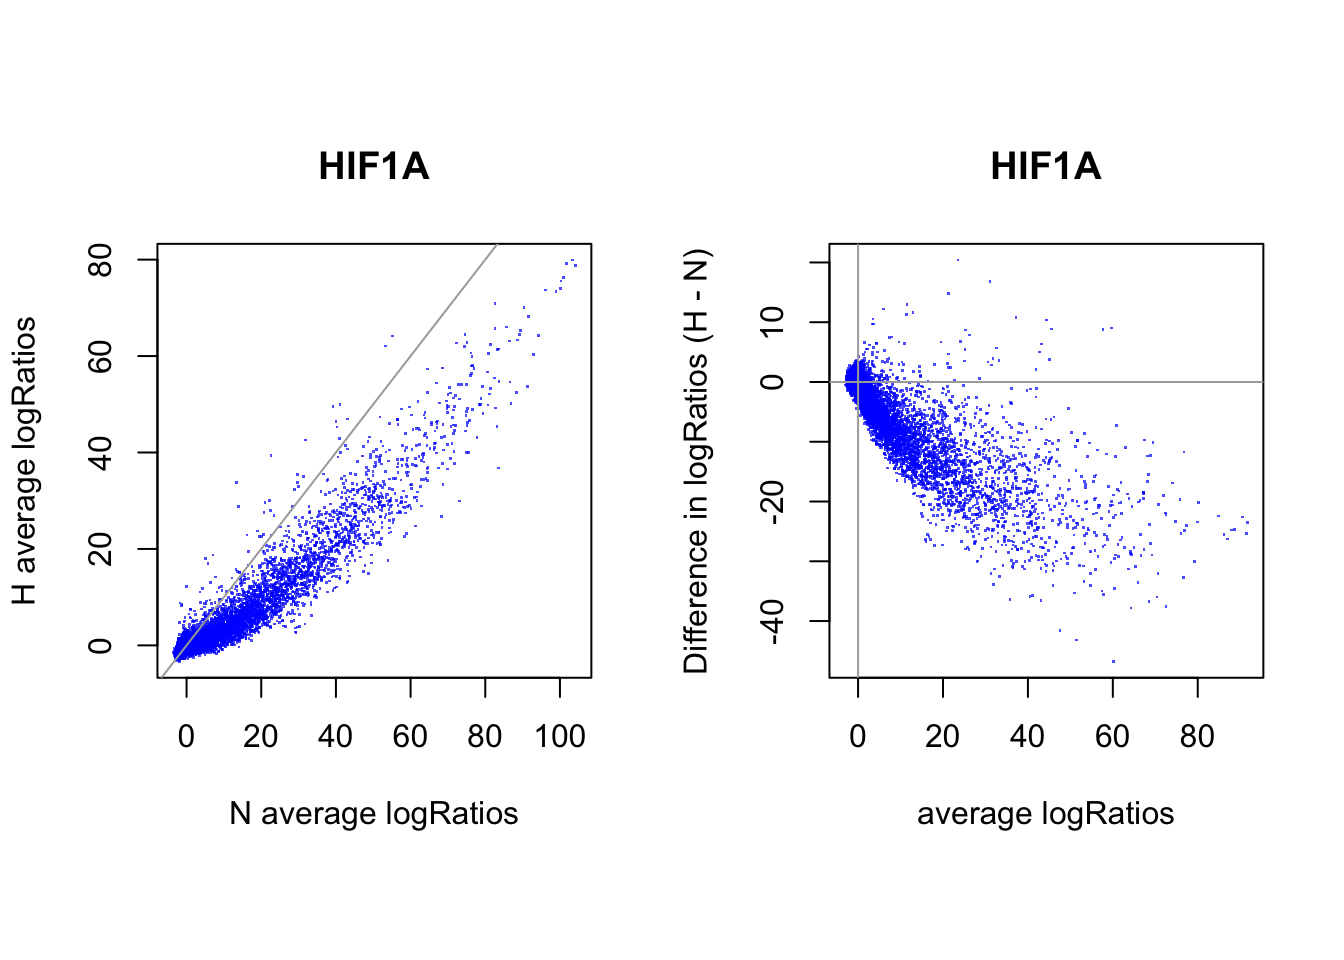 HIF1A
H average logRatios
80
60
40
20
0
0 20 40 60 80 100
N average logRatios
HIF1A
Difference in logRatios (H - N)
10
0
-20
-40
0 20 40 60 80
average logRatios